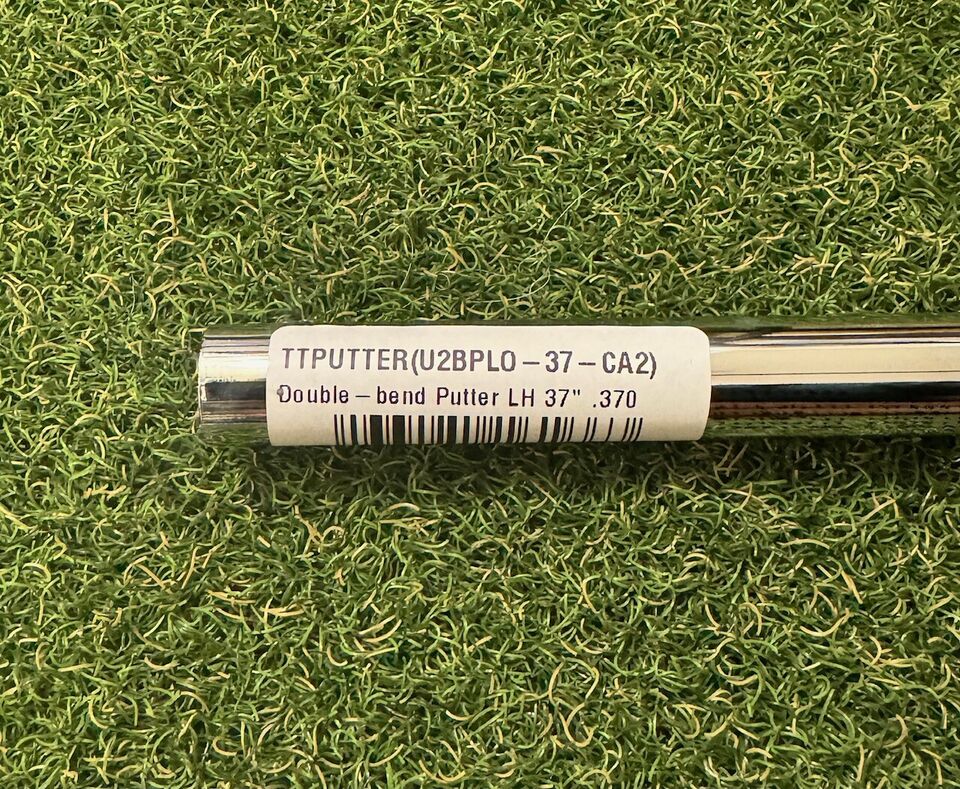 TTPUTTER(U2BPLO-37-CA2)
Double-bend Putter LH 37" .370